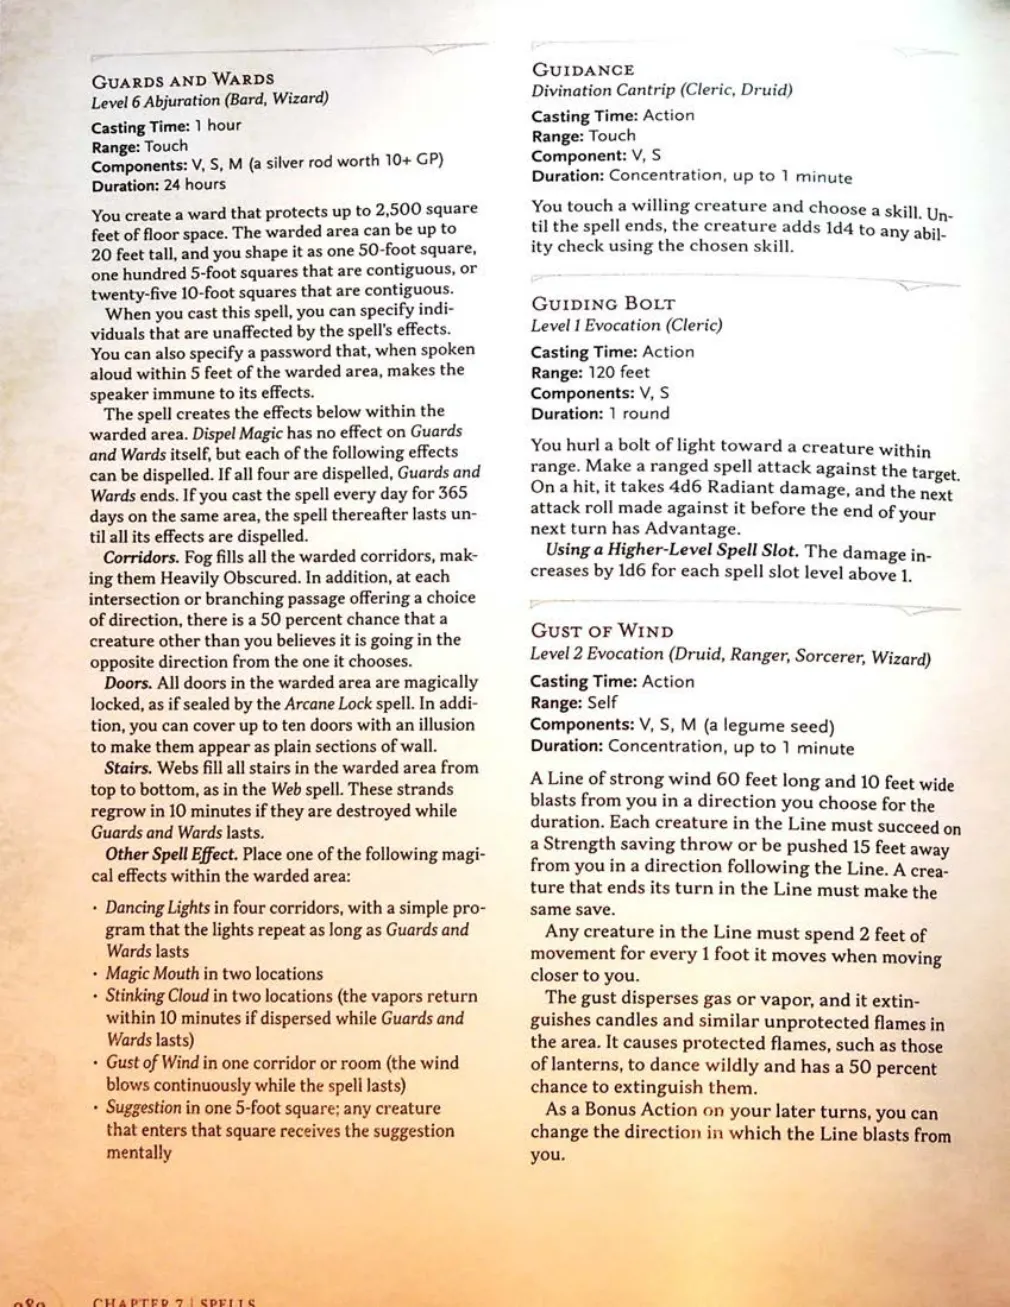 GUARDS AND WARDS
Level 6 Abjuration (Bard, Wizard)
Casting Time: 1 hour
Range: Touch
Components: V, S, M (a silver rod worth 10+ GP)
Duration: 24 hours
You create a ward that protects up to 2,500 square
feet of floor space. The warded area can be up to
20 feet tall, and you shape it as one 50-foot square,
one hundred 5-foot squares that are contiguous, or
twenty-five 10-foot squares that are contiguous.
When you cast this spell, you can specify indi-
viduals that are unaffected by the spell's effects.
You can also specify a password that, when spoken
aloud within 5 feet of the warded area, makes the
speaker immune to its effects.
The spell creates the effects below within the
warded area. Dispel Magic has no effect on Guards
and Wards itself, but each of the following effects
can be dispelled. If all four are dispelled, Guards and
Wards ends. If you cast the spell every day for 365
days on the same area, the spell thereafter lasts un-
til all its effects are dispelled.
Corridors. Fog fills all the warded corridors, mak-
ing them Heavily Obscured. In addition, at each
intersection or branching passage offering a choice
of direction, there is a 50 percent chance that a
creature other than you believes it is going in the
opposite direction from the one it chooses.
Doors. All doors in the warded area are magically
locked, as if sealed by the Arcane Lock spell. In addi-
tion, you can cover up to ten doors with an illusion
to make them appear as plain sections of wall.
Stairs. Webs fill all stairs in the warded area from
top to bottom, as in the Web spell. These strands
regrow in 10 minutes if they are destroyed while
Guards and Wards lasts.
Other Spell Effect. Place one of the following magi-
cal effects within the warded area:
• Dancing Lights in four corridors, with a simple pro-
gram that the lights repeat as long as Guards and
Wards lasts
• Magic Mouth in two locations
• Stinking Cloud in two locations (the vapors return
within 10 minutes if dispersed while Guards and
Wards lasts)
• Gust of Wind in one corridor or room (the wind
blows continuously while the spell lasts)
• Suggestion in one 5-foot square; any creature
that enters that square receives the suggestion
mentally
GUIDANCE
Divination Cantrip (Cleric, Druid)
Casting Time: Action
Range: Touch
Component: V, S
Duration: Concentration, up to 1 minute
You touch a willing creature and choose a skill. Un-
til the spell ends, the creature adds 1d4 to any abil-
ity check using the chosen skill.
GUIDING BOLT
Level 1 Evocation (Cleric)
Casting Time: Action
Range: 120 feet
Components: V, S
Duration: 1 round
You hurl a bolt of light toward a creature within
range. Make a ranged spell attack against the target.
On a hit, it takes 4d6 Radiant damage, and the next
attack roll made against it before the end of your
next turn has Advantage.
Using a Higher-Level Spell Slot. The damage in-
creases by 1d6 for each spell slot level above 1.
GUST OF WIND
Level 2 Evocation (Druid, Ranger, Sorcerer, Wizard)
Casting Time: Action
Range: Self
Components: V, S, M (a legume seed)
Duration: Concentration, up to 1 minute
A Line of strong wind 60 feet long and 10 feet wide
blasts from you in a direction you choose for the
duration. Each creature in the Line must succeed on
a Strength saving throw or be pushed 15 feet away
from you in a direction following the Line. A crea-
ture that ends its turn in the Line must make the
same save.
Any creature in the Line must spend 2 feet of
movement for every 1 foot it moves when moving
closer to you.
The gust disperses gas or vapor, and it extin-
guishes candles and similar unprotected flames in
the area. It causes protected flames, such as those
of lanterns, to dance wildly and has a 50 percent
chance to extinguish them.
As a Bonus Action on your later turns, you can
change the direction in which the Line blasts from
you.
CHAPTER 7 | SPELLS